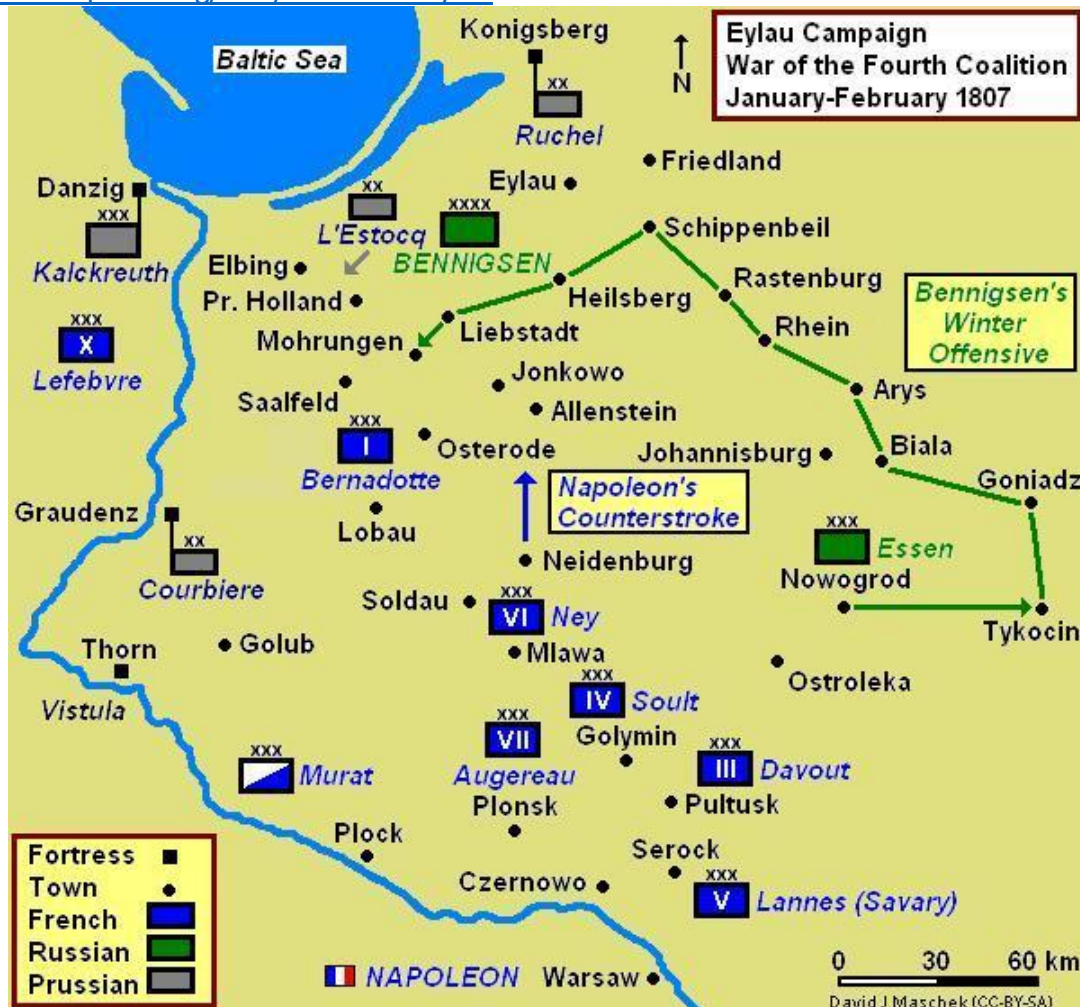 Baltic Sea
Konigsberg
N
Eylau Campaign
War of the Fourth Coalition
January-February 1807
xx
Ruchel
Friedland
Eylau
Danzig
xxx
Kalckreuth
xx
L'Estocq
xxxx
BENNIGSEN
Schippenbeil
Elbing
Pr. Holland
Heilsberg
Rastenburg
Bennigsen's
Winter
Offensive
xxx
X
Lefebvre
Mohrungen
Liebstadt
Rhein
Saalfeld
Jonkowo
Allenstein
Arys
xxx
I
Bernadotte
Osterode
Johannisburg
Biala
Goniadz
Napoleon's
Counterstroke
Graudenz
Lobau
xx
Courbiere
Neidenburg
xxx
Essen
Nowogrod
Tykocin
Soldau
xxx
VI
Ney
Mlawa
Thorn
Golub
Vistula
Ostroleka
xxx
IV
Soult
Golymin
xxx
VII
Augereau
Plonsk
xxx
III
Davout
Pultusk
xxx
Murat
Plock
Serock
Czernowo
xxx
V
Lannes (Savary)
Fortress
Town
French
Russian
Prussian
NAPOLEON
Warsaw
0 30 60 km
David J Maschek (CC-BY-SA)